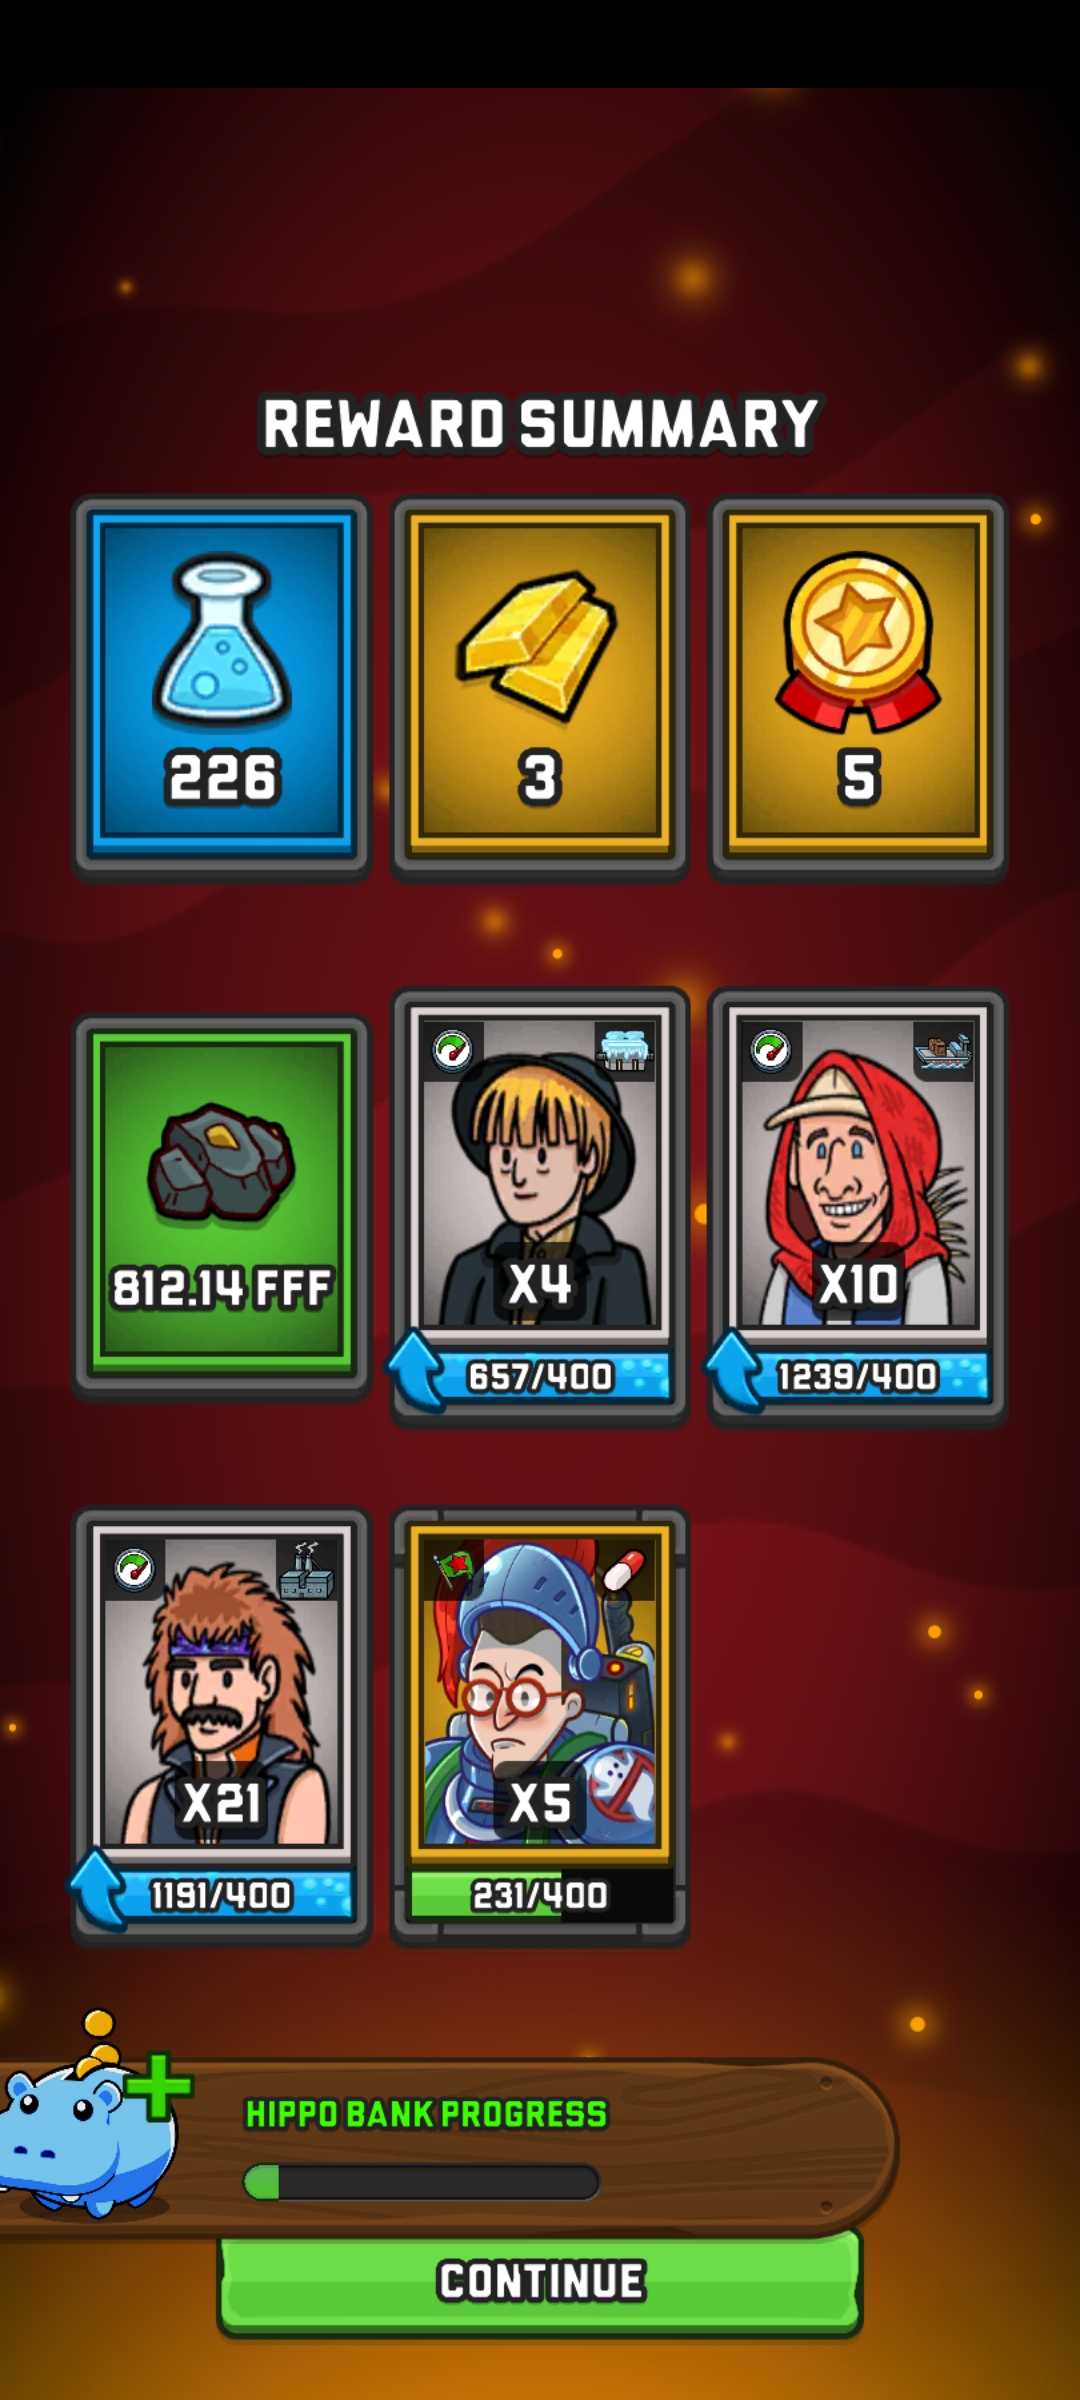 REWARD SUMMARY
226
3
5
812.14 FFF
X4
657/400
X10
1239/400
X21
1191/400
X5
231/400
HIPPO BANK PROGRESS
CONTINUE